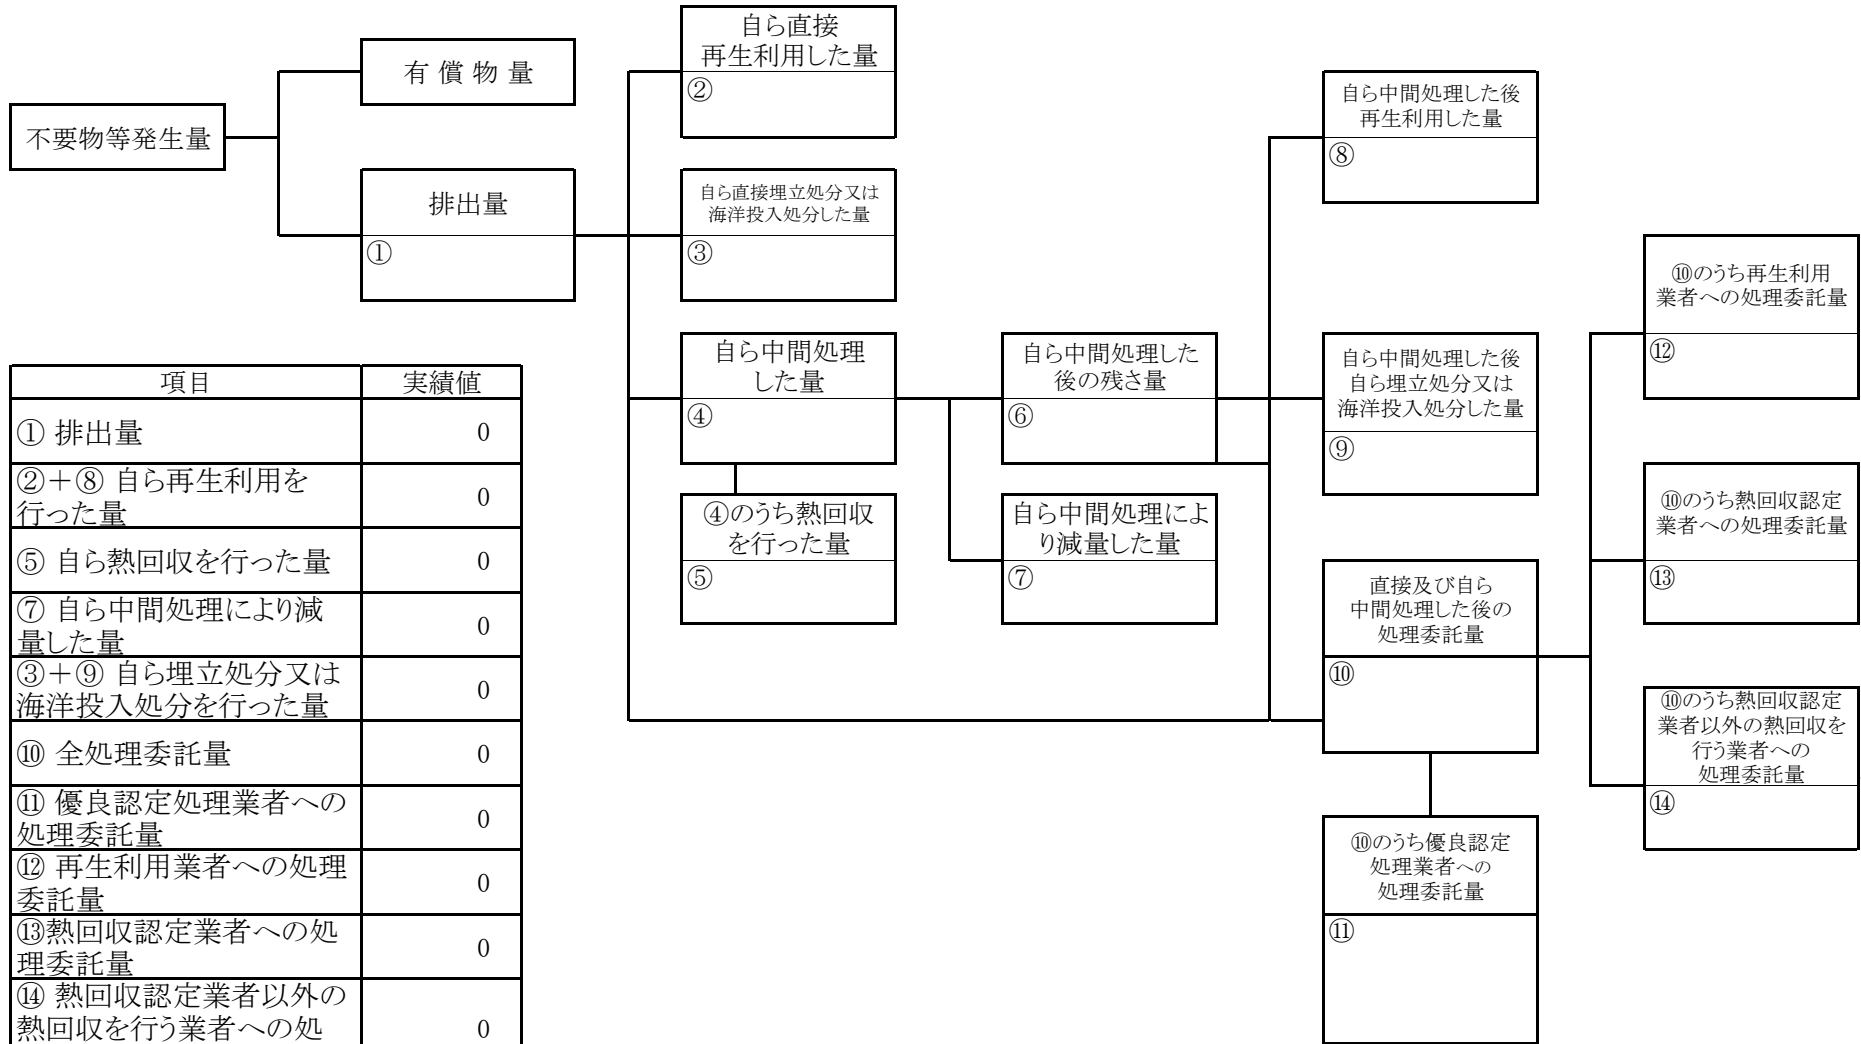 自ら直接
再生利用した量
②
有 償 物 量
不要物等発生量
自ら中間処理した後
再生利用した量
⑧
排出量
①
自ら直接埋立処分又は
海洋投入処分した量
③
⑩のうち再生利用
業者への処理委託量
⑫
自ら中間処理
した量
④
自ら中間処理した
後の残さ量
⑥
自ら中間処理した後
自ら埋立処分又は
海洋投入処分した量
⑨
④のうち熱回収
を行った量
⑤
自ら中間処理によ
り減量した量
⑦
⑩のうち熱回収認定
業者への処理委託量
⑬
直接及び自ら
中間処理した後の
処理委託量
⑩
⑩のうち熱回収認定
業者以外の熱回収を
行う業者への
処理委託量
⑭
⑩のうち優良認定
処理業者への
処理委託量
⑪
項目 実績値
① 排出量 0
②＋⑧ 自ら再生利用を
行った量 0
⑤ 自ら熱回収を行った量 0
⑦ 自ら中間処理により減
量した量 0
③＋⑨ 自ら埋立処分又は
海洋投入処分を行った量 0
⑩ 全処理委託量 0
⑪ 優良認定処理業者への
処理委託量 0
⑫ 再生利用業者への処理
委託量 0
⑬熱回収認定業者への処
理委託量 0
⑭ 熱回収認定業者以外の
熱回収を行う業者への処 0